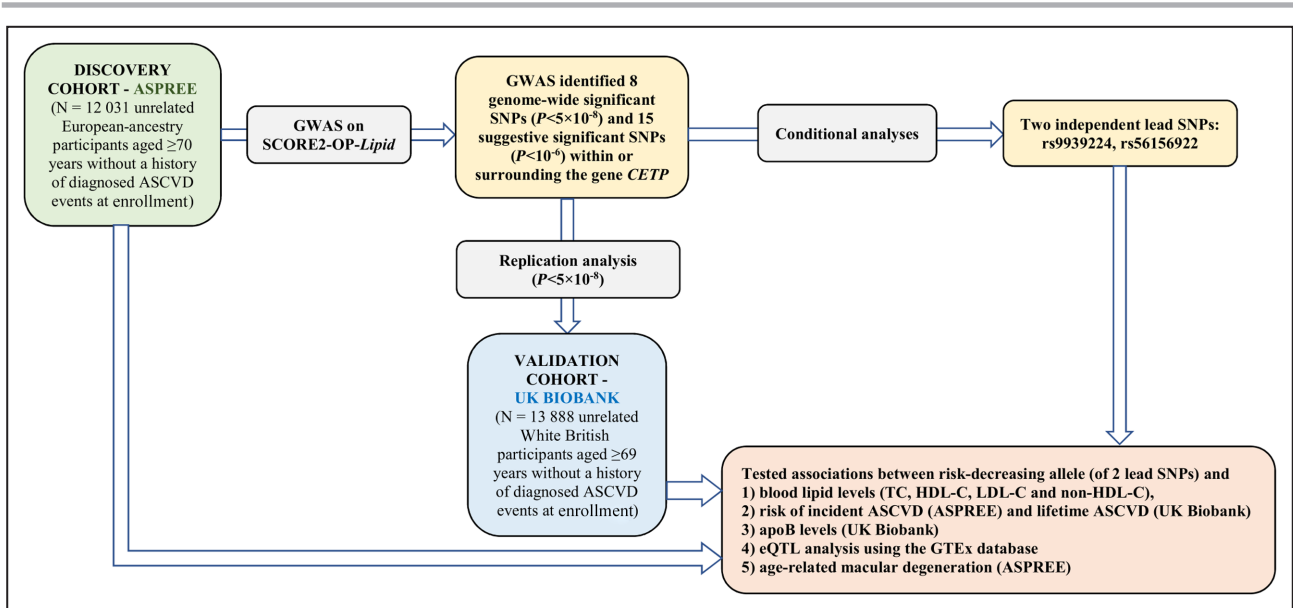 DISCOVERY
COHORT - ASPREE
(N = 12 031 unrelated
European-ancestry
participants aged ≥70
years without a history
of diagnosed ASCVD
events at enrollment)
GWAS on
SCORE2-OP-Lipid
GWAS identified 8
genome-wide significant
SNPs (P<5×10⁻⁸) and 15
suggestive significant SNPs
(P<10⁻⁶) within or
surrounding the gene CETP
Conditional analyses
Two independent lead SNPs:
rs9939224, rs56156922
Replication analysis
(P<5×10⁻⁸)
VALIDATION
COHORT -
UK BIOBANK
(N = 13 888 unrelated
White British
participants aged ≥69
years without a history
of diagnosed ASCVD
events at enrollment)
Tested associations between risk-decreasing allele (of 2 lead SNPs) and
1) blood lipid levels (TC, HDL-C, LDL-C and non-HDL-C),
2) risk of incident ASCVD (ASPREE) and lifetime ASCVD (UK Biobank)
3) apoB levels (UK Biobank)
4) eQTL analysis using the GTEx database
5) age-related macular degeneration (ASPREE)